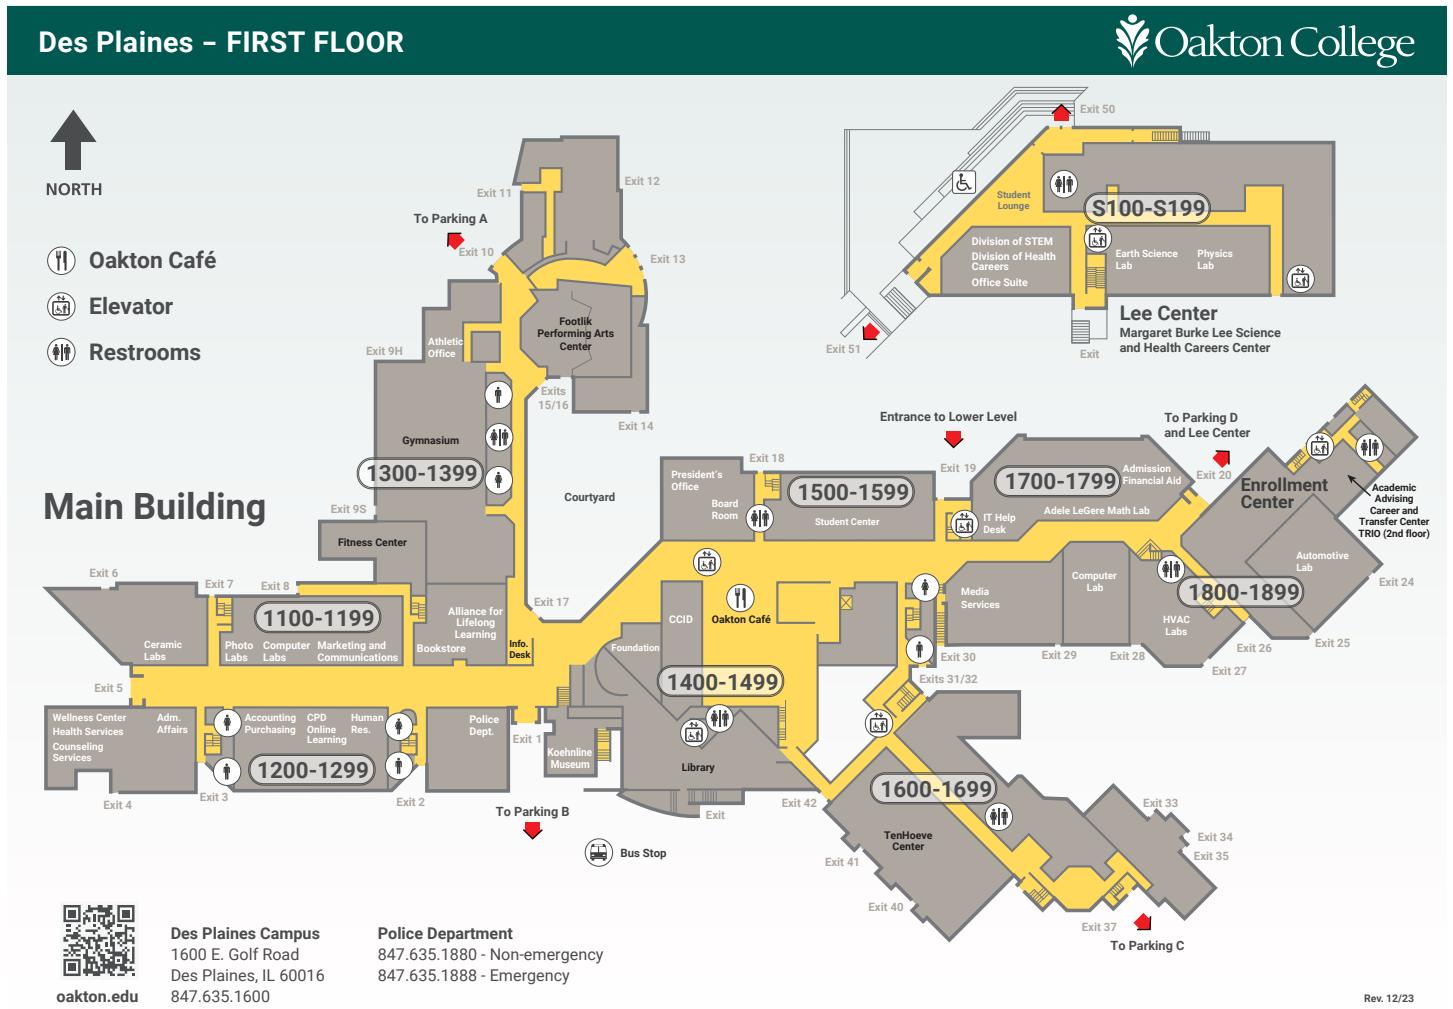 Des Plaines – FIRST FLOOR
Oakton College
NORTH
Oakton Café
Elevator
Restrooms
Exit 50
Student
Lounge
S100-S199
Division of STEM
Division of Health
Careers
Office Suite
Earth Science
Lab
Physics
Lab
Lee Center
Margaret Burke Lee Science
and Health Careers Center
Exit 51
Exit
Exit 11
Exit 12
To Parking A
Exit 10
Exit 13
Footlik
Performing Arts
Center
Athletic
Office
Exit 9H
Exits
15/16
Exit 14
Gymnasium
1300-1399
Main Building
Courtyard
Exit 9S
Fitness Center
Entrance to Lower Level
To Parking D
and Lee Center
Exit 18
Exit 19
Exit 20
President's
Office
Board
Room
1500-1599
Student Center
1700-1799
Admission
Financial Aid
IT Help
Desk
Adele LeGere Math Lab
Enrollment
Center
Academic
Advising
Career and
Transfer Center
TRIO (2nd floor)
Automotive
Lab
Exit 24
Exit 6
Exit 7
Exit 8
Exit 17
1100-1199
Ceramic
Labs
Photo
Labs
Computer
Labs
Marketing and
Communications
Alliance for
Lifelong
Learning
Bookstore
Info.
Desk
CCID
Oakton Café
Foundation
Media
Services
Computer
Lab
1800-1899
HVAC
Labs
Exit 25
Exit 26
Exit 27
Exit 28
Exit 29
Exit 30
Exits 31/32
Exit 5
1400-1499
Wellness Center
Health Services
Counseling
Services
Adm.
Affairs
Accounting
Purchasing
CPD
Online
Learning
Human
Res.
Police
Dept.
1200-1299
Exit 1
Koehnline
Museum
Library
Exit 4
Exit 3
Exit 2
To Parking B
Exit
Exit 42
Bus Stop
1600-1699
TenHoeve
Center
Exit 33
Exit 34
Exit 35
Exit 41
Exit 40
Exit 37
To Parking C
oakton.edu
Des Plaines Campus
1600 E. Golf Road
Des Plaines, IL 60016
847.635.1600
Police Department
847.635.1880 - Non-emergency
847.635.1888 - Emergency
Rev. 12/23